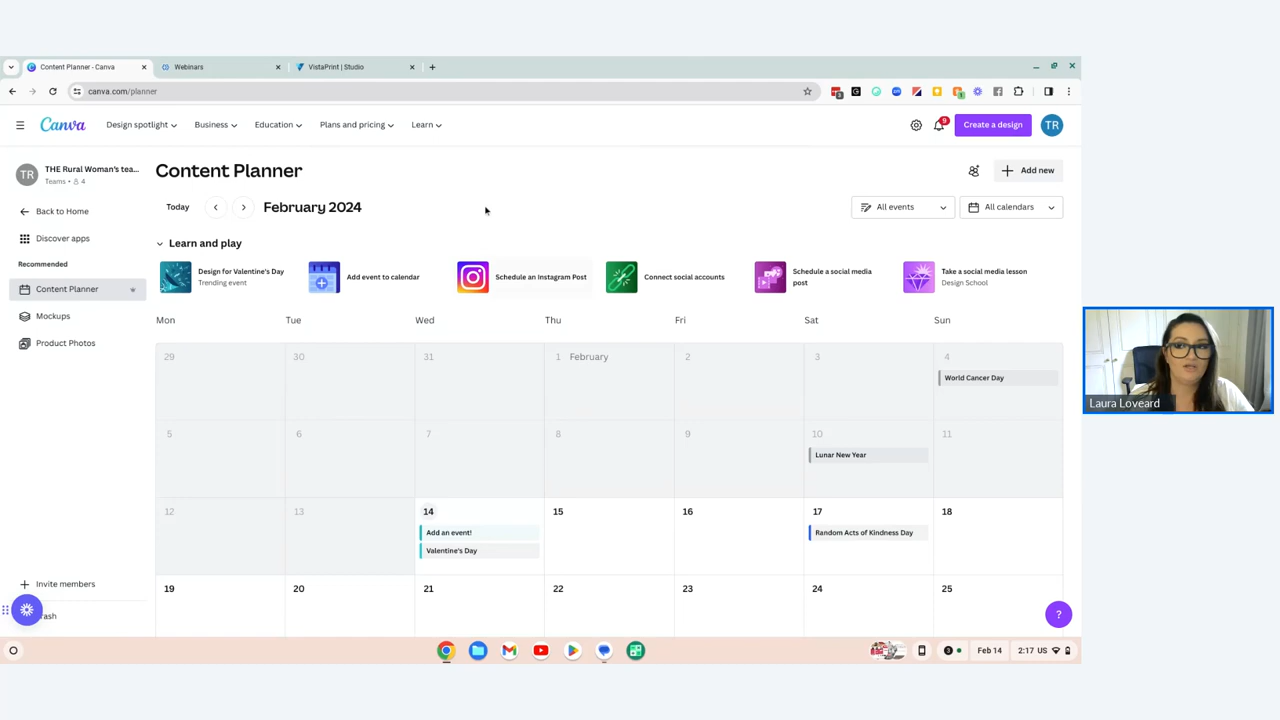 Content Planner - Canva
Webinars
VistaPrint | Studio
canva.com/planner
Canva
Design spotlight
Business
Education
Plans and pricing
Learn
9
Create a design
TR
TR
THE Rural Woman's tea...
Teams • 4
Back to Home
Discover apps
Recommended
Content Planner
Mockups
Product Photos
Invite members
Content Planner
Add new
Today
February 2024
All events
All calendars
Learn and play
Design for Valentine's Day
Trending event
Add event to calendar
Schedule an Instagram Post
Connect social accounts
Schedule a social media
post
Take a social media lesson
Design School
Mon Tue Wed Thu Fri Sat Sun
29 30 31 1 February 2 3 4
World Cancer Day
5 6 7 8 9 10 11
Lunar New Year
12 13 14 15 16 17 18
Add an event!
Random Acts of Kindness Day
Valentine's Day
19 20 21 22 23 24 25
?
Laura Loveard
3
Feb 14
2:17 US